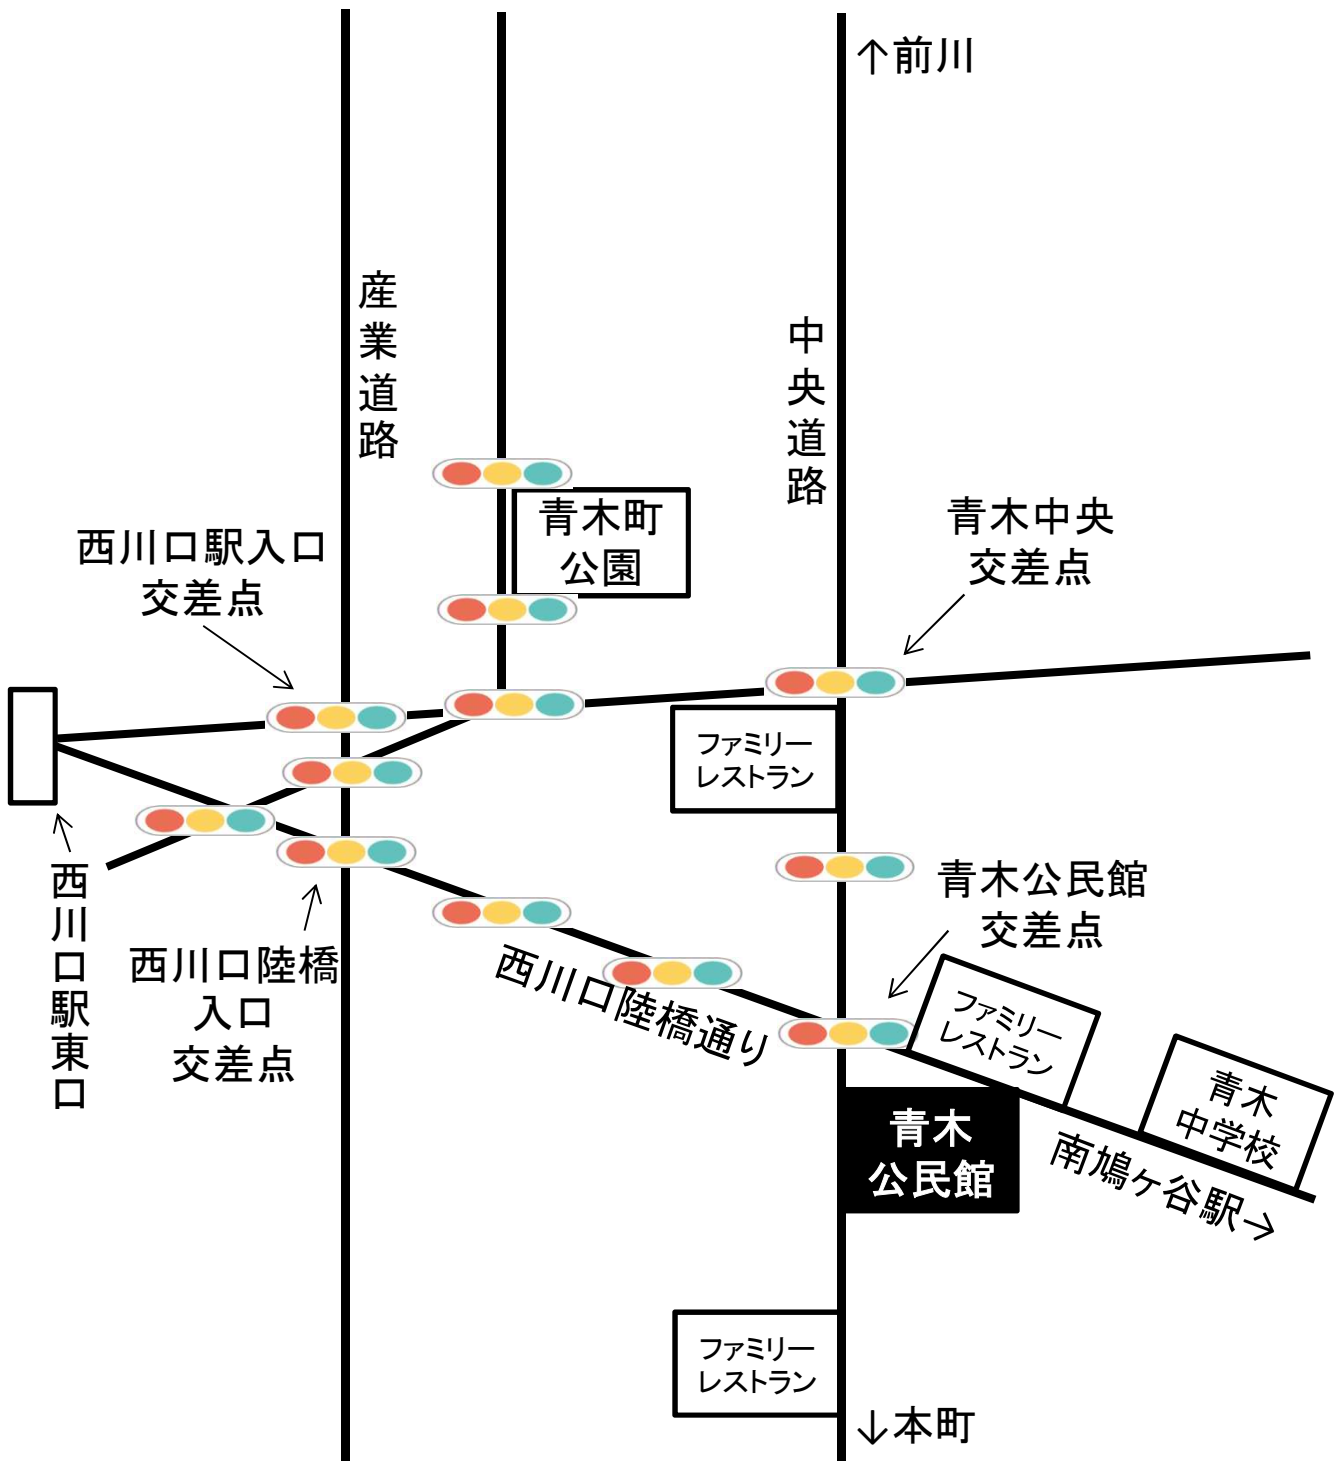 ↑前川
産業道路
中央道路
青木町
公園
青木中央
交差点
西川口駅入口
交差点
ファミリー
レストラン
青木公民館
交差点
西川口駅東口
西川口陸橋
入口
交差点
西川口陸橋通り
ファミリー
レストラン
青木
中学校
青木
公民館
南鳩ヶ谷駅→
ファミリー
レストラン
↓本町